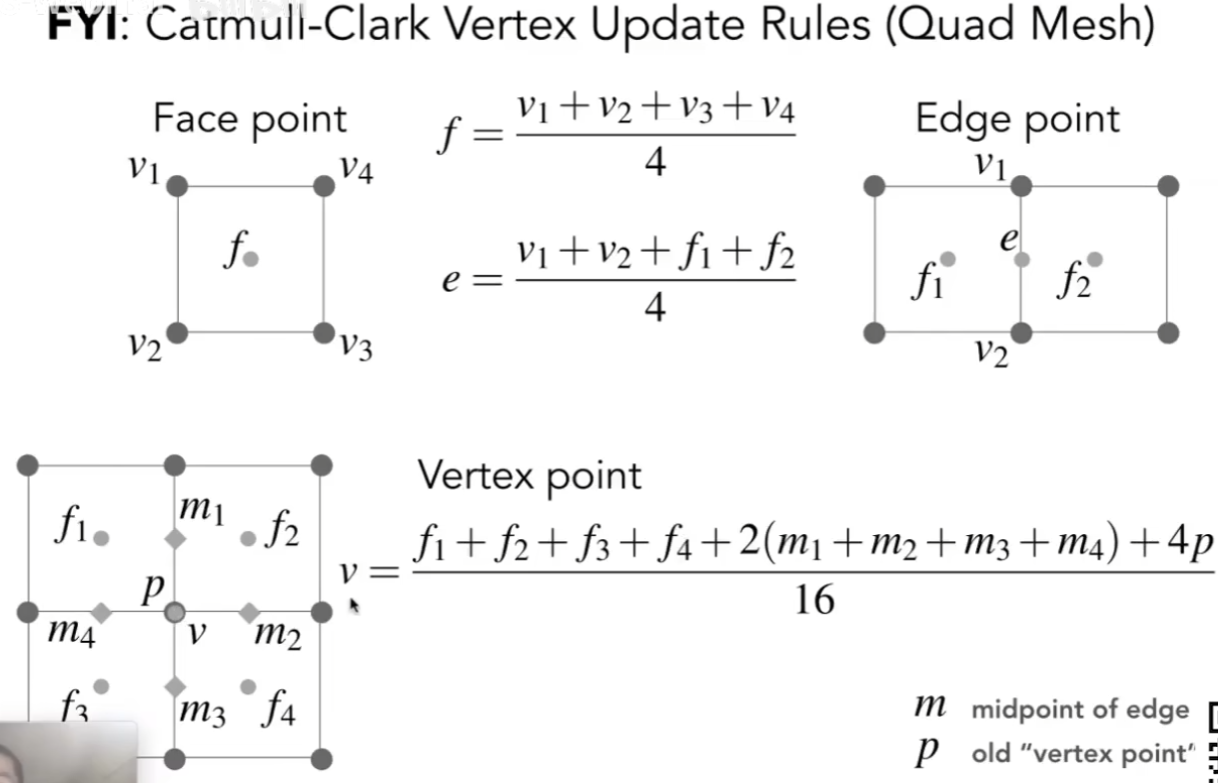 FYI: Catmull-Clark Vertex Update Rules (Quad Mesh)
Face point
f = (v₁ + v₂ + v₃ + v₄) / 4
Edge point
v₁
v₄
f
v₂
v₃
e = (v₁ + v₂ + f₁ + f₂) / 4
v₁
e
f₁
f₂
v₂
Vertex point
v = (f₁ + f₂ + f₃ + f₄ + 2(m₁ + m₂ + m₃ + m₄) + 4p) / 16
f₁
m₁
f₂
p
m₄
v
m₂
f₃
m₃
f₄
m midpoint of edge
p old “vertex point”